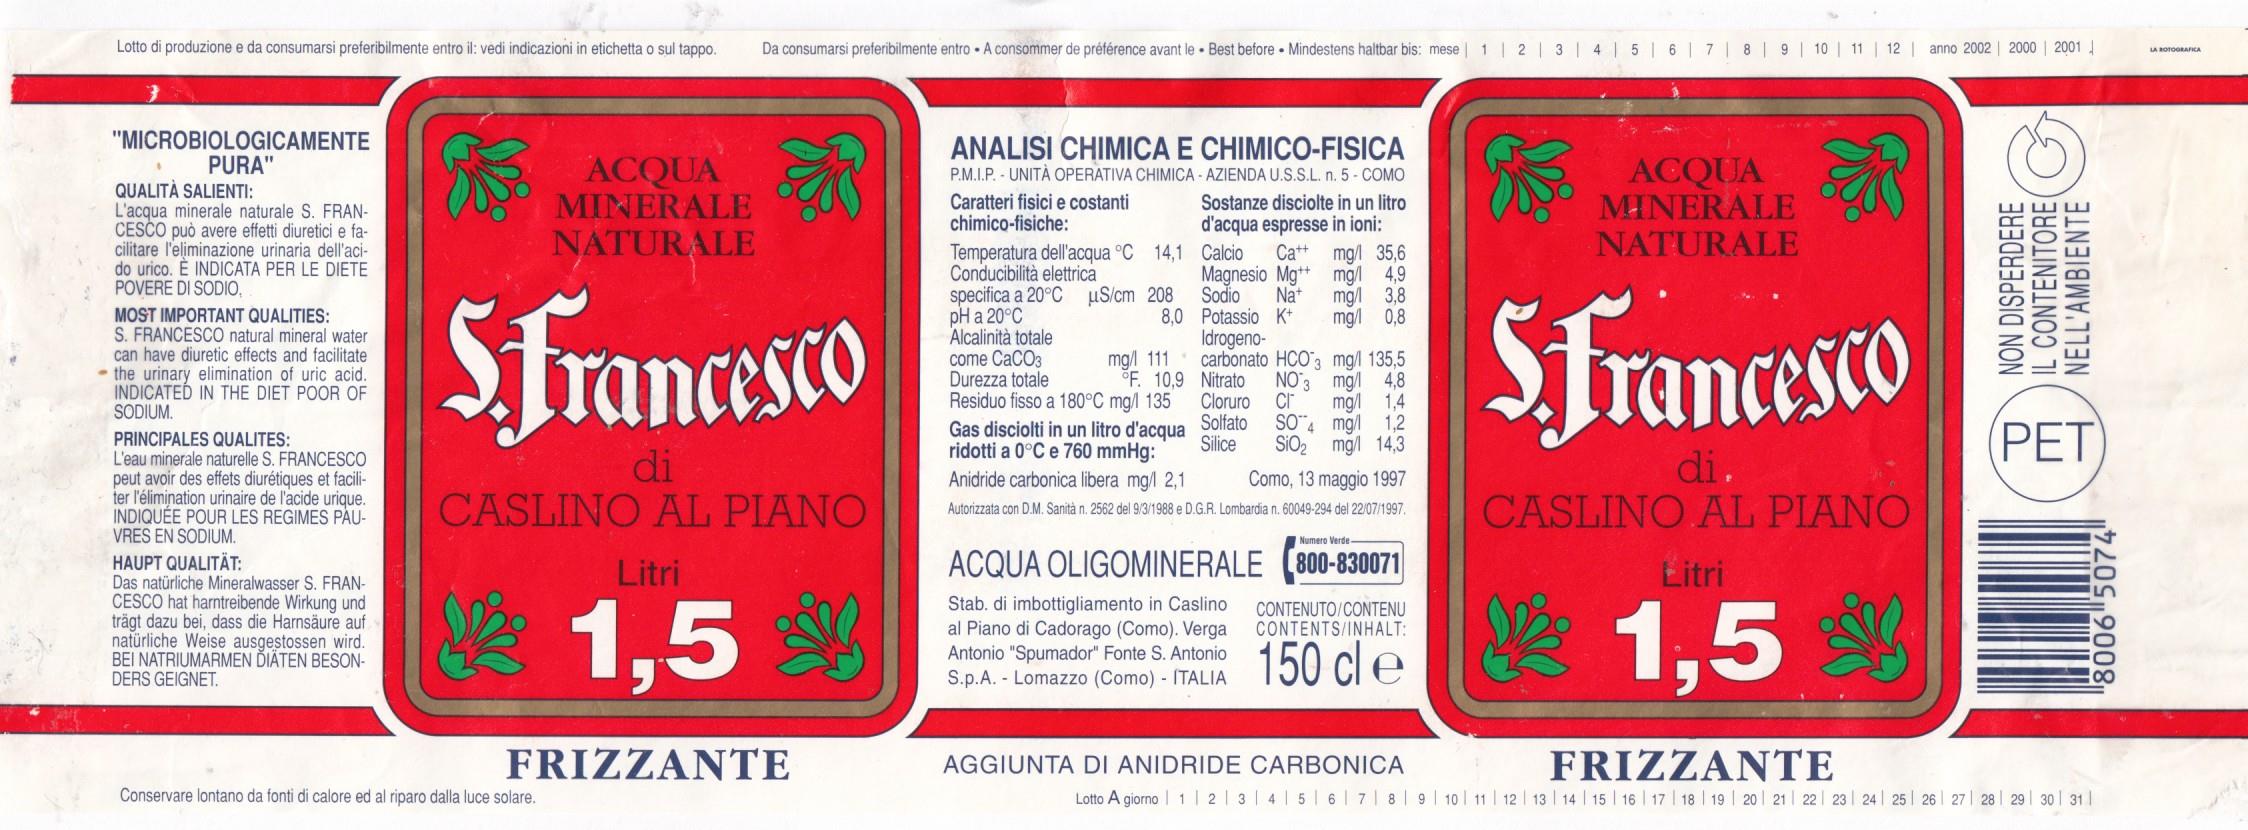 Lotto di produzione e da consumarsi preferibilmente entro il: vedi indicazioni in etichetta o sul tappo.
Da consumarsi preferibilmente entro • A consommer de préférence avant le • Best before • Mindestens haltbar bis: mese | 1 | 2 | 3 | 4 | 5 | 6 | 7 | 8 | 9 | 10 | 11 | 12 | anno 2002 | 2000 | 2001 |
LA ROTOGRAFICA
"MICROBIOLOGICAMENTE
PURA"
QUALITÀ SALIENTI:
L'acqua minerale naturale S. FRAN-
CESCO può avere effetti diuretici e fa-
cilitare l'eliminazione urinaria dell'aci-
do urico. È INDICATA PER LE DIETE
POVERE DI SODIO.
MOST IMPORTANT QUALITIES:
S. FRANCESCO natural mineral water
can have diuretic effects and facilitate
the urinary elimination of uric acid.
INDICATED IN THE DIET POOR OF
SODIUM.
PRINCIPALES QUALITES:
L'eau minerale naturelle S. FRANCESCO
peut avoir des effets diurétiques et facili-
ter l'élimination urinaire de l'acide urique.
INDIQUÉE POUR LES REGIMES PAU-
VRES EN SODIUM.
HAUPT QUALITÄT:
Das natürliche Mineralwasser S. FRAN-
CESCO hat harntreibende Wirkung und
trägt dazu bei, dass die Harnsäure auf
natürliche Weise ausgestossen wird.
BEI NATRIUMARMEN DIÄTEN BESON-
DERS GEIGNET.
Conservare lontano da fonti di calore ed al riparo dalla luce solare.
ACQUA
MINERALE
NATURALE
S. Francesco
di
CASLINO AL PIANO
Litri
1,5
FRIZZANTE
ANALISI CHIMICA E CHIMICO-FISICA
P.M.I.P. - UNITÀ OPERATIVA CHIMICA - AZIENDA U.S.S.L. n. 5 - COMO
Caratteri fisici e costanti
chimico-fisiche:
Temperatura dell'acqua °C 14,1
Conducibilità elettrica
specifica a 20°C µS/cm 208
pH a 20°C 8,0
Alcalinità totale
come CaCO3 mg/l 111
Durezza totale °F. 10,9
Residuo fisso a 180°C mg/l 135
Gas disciolti in un litro d'acqua
ridotti a 0°C e 760 mmHg:
Anidride carbonica libera mg/l 2,1
Sostanze disciolte in un litro
d'acqua espresse in ioni:
Calcio Ca++ mg/l 35,6
Magnesio Mg++ mg/l 4,9
Sodio Na+ mg/l 3,8
Potassio K+ mg/l 0,8
Idrogeno-
carbonato HCO-3 mg/l 135,5
Nitrato NO-3 mg/l 4,8
Cloruro Cl- mg/l 1,4
Solfato SO--4 mg/l 1,2
Silice SiO2 mg/l 14,3
Como, 13 maggio 1997
Autorizzata con D.M. Sanità n. 2562 del 9/3/1988 e D.G.R. Lombardia n. 60049-294 del 22/07/1997.
ACQUA OLIGOMINERALE
Numero Verde
800-830071
Stab. di imbottigliamento in Caslino
al Piano di Cadorago (Como). Verga
Antonio "Spumador" Fonte S. Antonio
S.p.A. - Lomazzo (Como) - ITALIA
CONTENUTO/CONTENU
CONTENTS/INHALT:
150 cl e
AGGIUNTA DI ANIDRIDE CARBONICA
ACQUA
MINERALE
NATURALE
S. Francesco
di
CASLINO AL PIANO
Litri
1,5
FRIZZANTE
NON DISPERDERE
IL CONTENITORE
NELL'AMBIENTE
PET
8006 5074
Lotto A giorno | 1 | 2 | 3 | 4 | 5 | 6 | 7 | 8 | 9 | 10 | 11 | 12 | 13 | 14 | 15 | 16 | 17 | 18 | 19 | 20 | 21 | 22 | 23 | 24 | 25 | 26 | 27 | 28 | 29 | 30 | 31 |